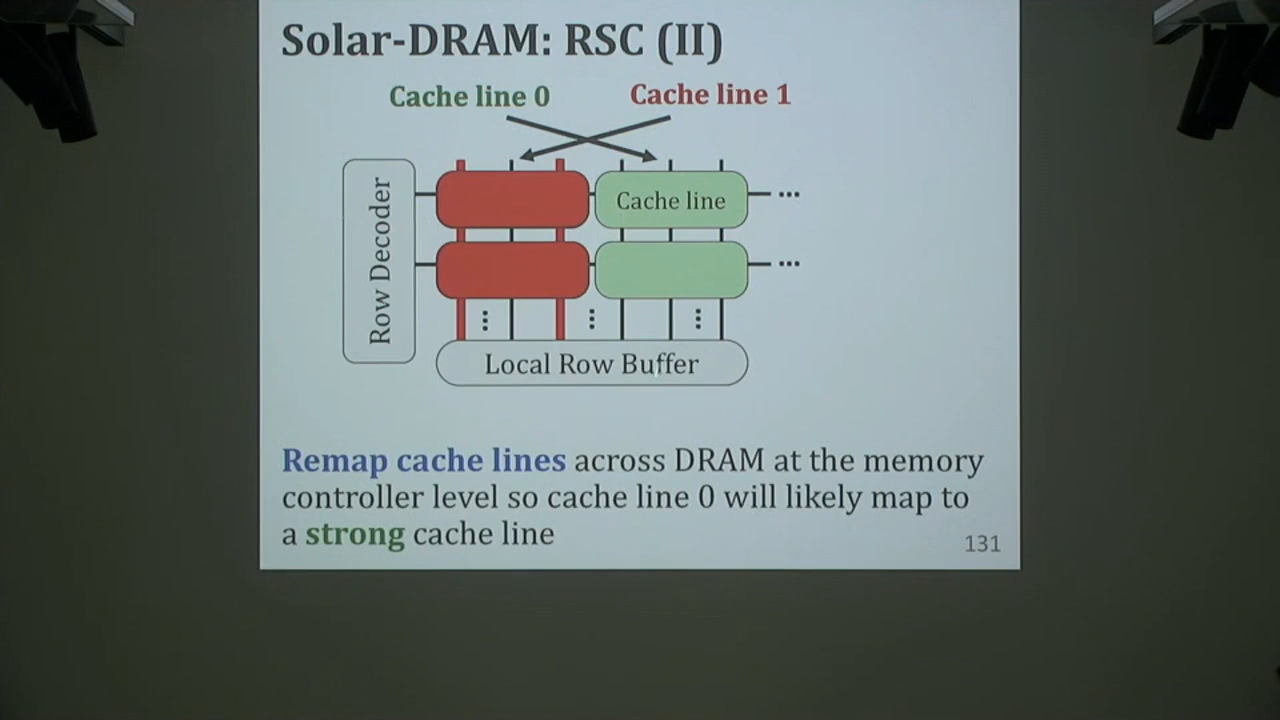 Solar-DRAM: RSC (II)
Cache line 0
Cache line 1
Row Decoder
Cache line
...
...
Local Row Buffer
Remap cache lines across DRAM at the memory
controller level so cache line 0 will likely map to
a strong cache line
131